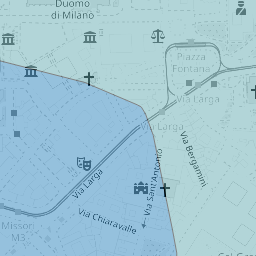 Duomo
di Milano
Piazza
Fontana
Via Larga
Via Larga
Via Bergamini
Via Sant'Antonio
Via Larga
Via Chiaravalle
Missori
M3